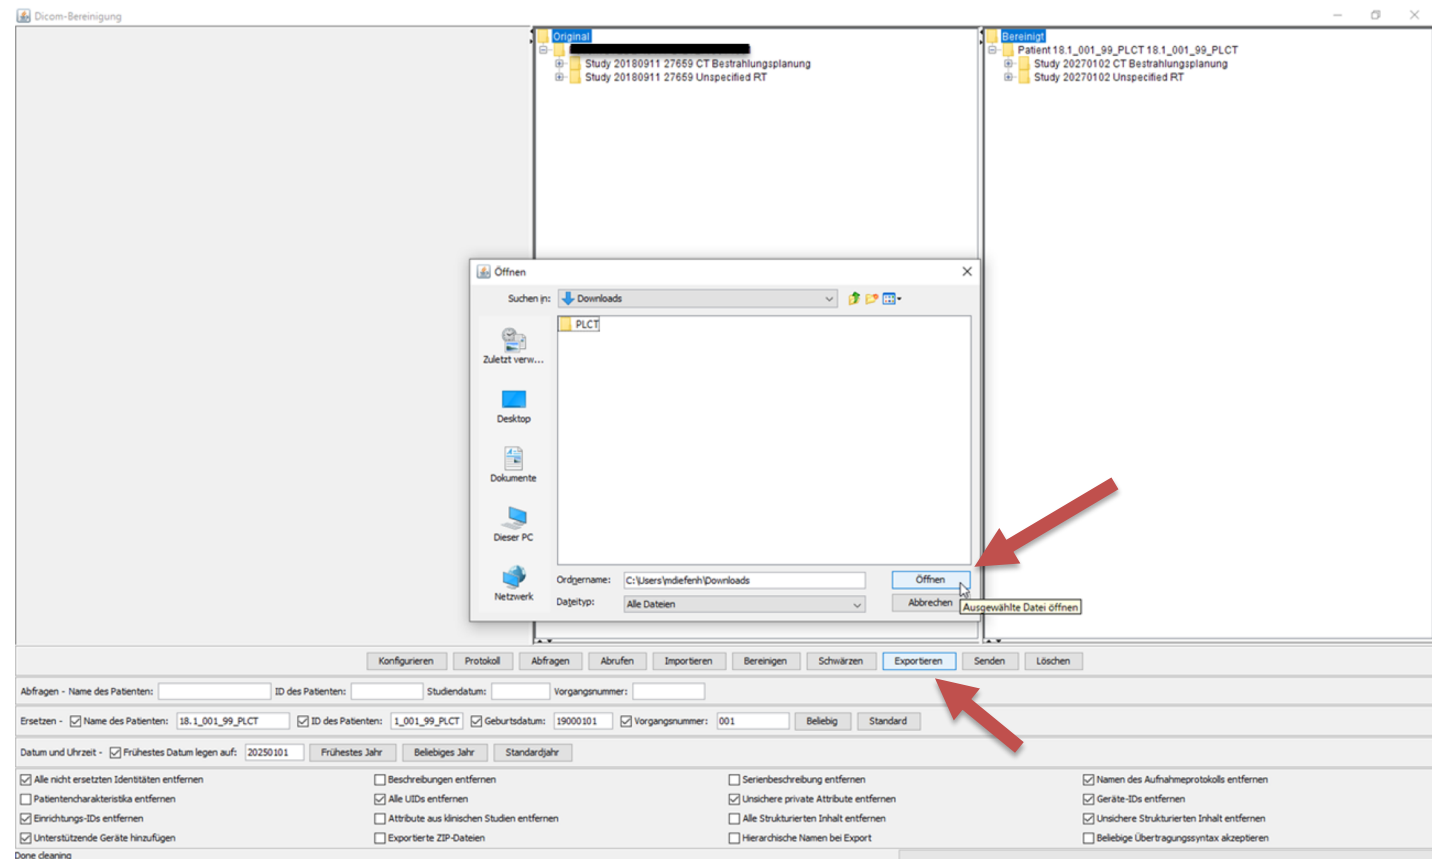 Dicom-Bereinigung
Original
Study 20180911 27659 CT Bestrahlungsplanung
Study 20180911 27659 Unspecified RT
Bereinigt
Patient 18.1_001_99_PLCT 18.1_001_99_PLCT
Study 20270102 CT Bestrahlungsplanung
Study 20270102 Unspecified RT
Öffnen
Suchen in: Downloads
PLCT
Zuletzt verw...
Desktop
Dokumente
Dieser PC
Netzwerk
Ordnername: C:\Users\mdiefenh\Downloads Öffnen
Dateityp: Alle Dateien Abbrechen
Ausgewählte Datei öffnen
Konfigurieren Protokoll Abfragen Abrufen Importieren Bereinigen Schwärzen Exportieren Senden Löschen
Abfragen - Name des Patienten: ID des Patienten: Studiendatum: Vorgangsnummer:
Ersetzen - Name des Patienten: 18.1_001_99_PLCT ID des Patienten: 1_001_99_PLCT Geburtsdatum: 19000101 Vorgangsnummer: 001 Beliebig Standard
Datum und Uhrzeit - Frühestes Datum legen auf: 20250101 Frühestes Jahr Beliebiges Jahr Standardjahr
Alle nicht ersetzten Identitäten entfernen Beschreibungen entfernen Serienbeschreibung entfernen Namen des Aufnahmeprotokolls entfernen
Patientencharakteristika entfernen Alle UIDs entfernen Unsichere private Attribute entfernen Geräte-IDs entfernen
Einrichtungs-IDs entfernen Attribute aus klinischen Studien entfernen Alle Strukturierten Inhalt entfernen Unsichere Strukturierten Inhalt entfernen
Unterstützende Geräte hinzufügen Exportierte ZIP-Dateien Hierarchische Namen bei Export Beliebige Übertragungssyntax akzeptieren
Done cleaning